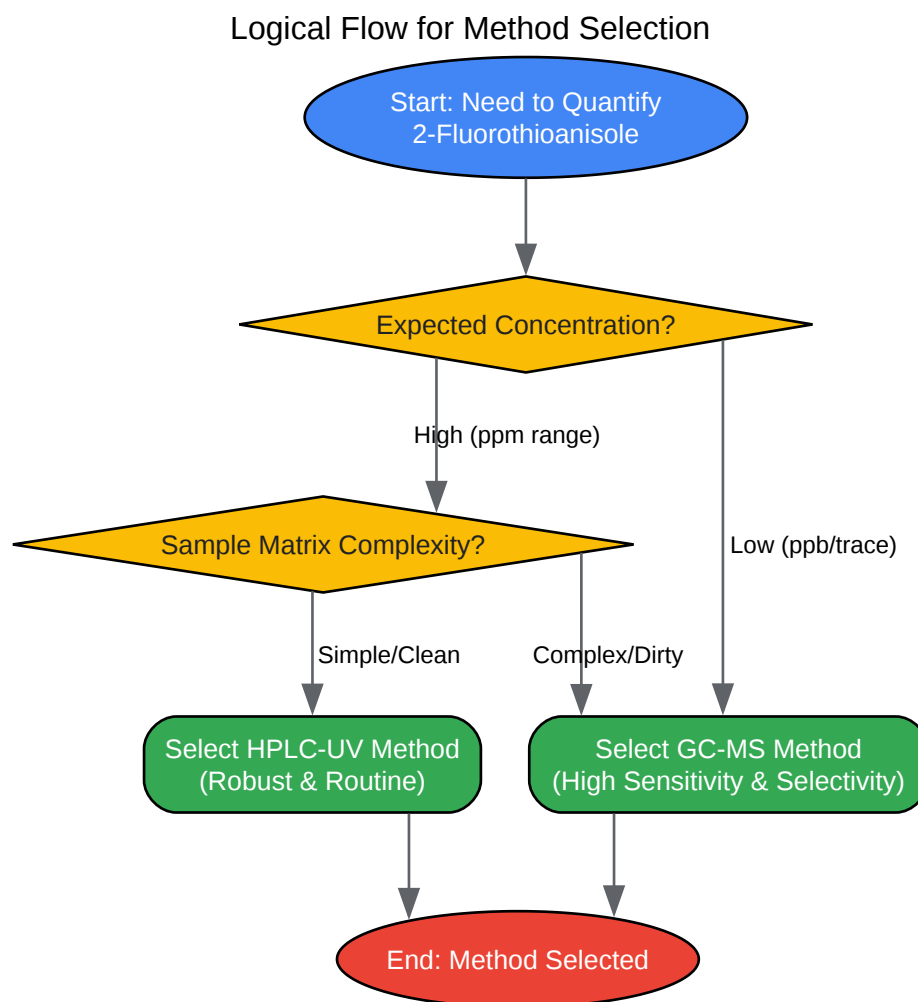 Logical Flow for Method Selection
Start: Need to Quantify
2-Fluorothioanisole
Expected Concentration?
High (ppm range)
Sample Matrix Complexity?
Low (ppb/trace)
Simple/Clean
Complex/Dirty
Select HPLC-UV Method
(Robust & Routine)
Select GC-MS Method
(High Sensitivity & Selectivity)
End: Method Selected